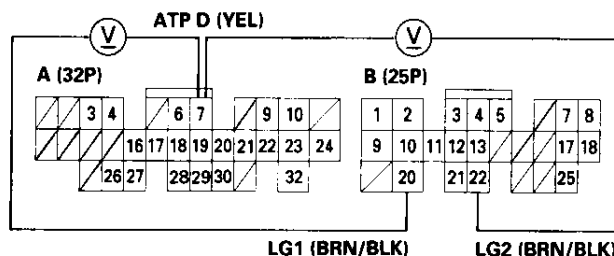 ATP D (YEL)
V V
A (32P) B (25P)
3 4 6 7 9 10 1 2 3 4 5 7 8
16 17 18 19 20 21 22 23 24 9 10 11 12 13 17 18
26 27 28 29 30 32 20 21 22 25
LG1 (BRN/BLK) LG2 (BRN/BLK)